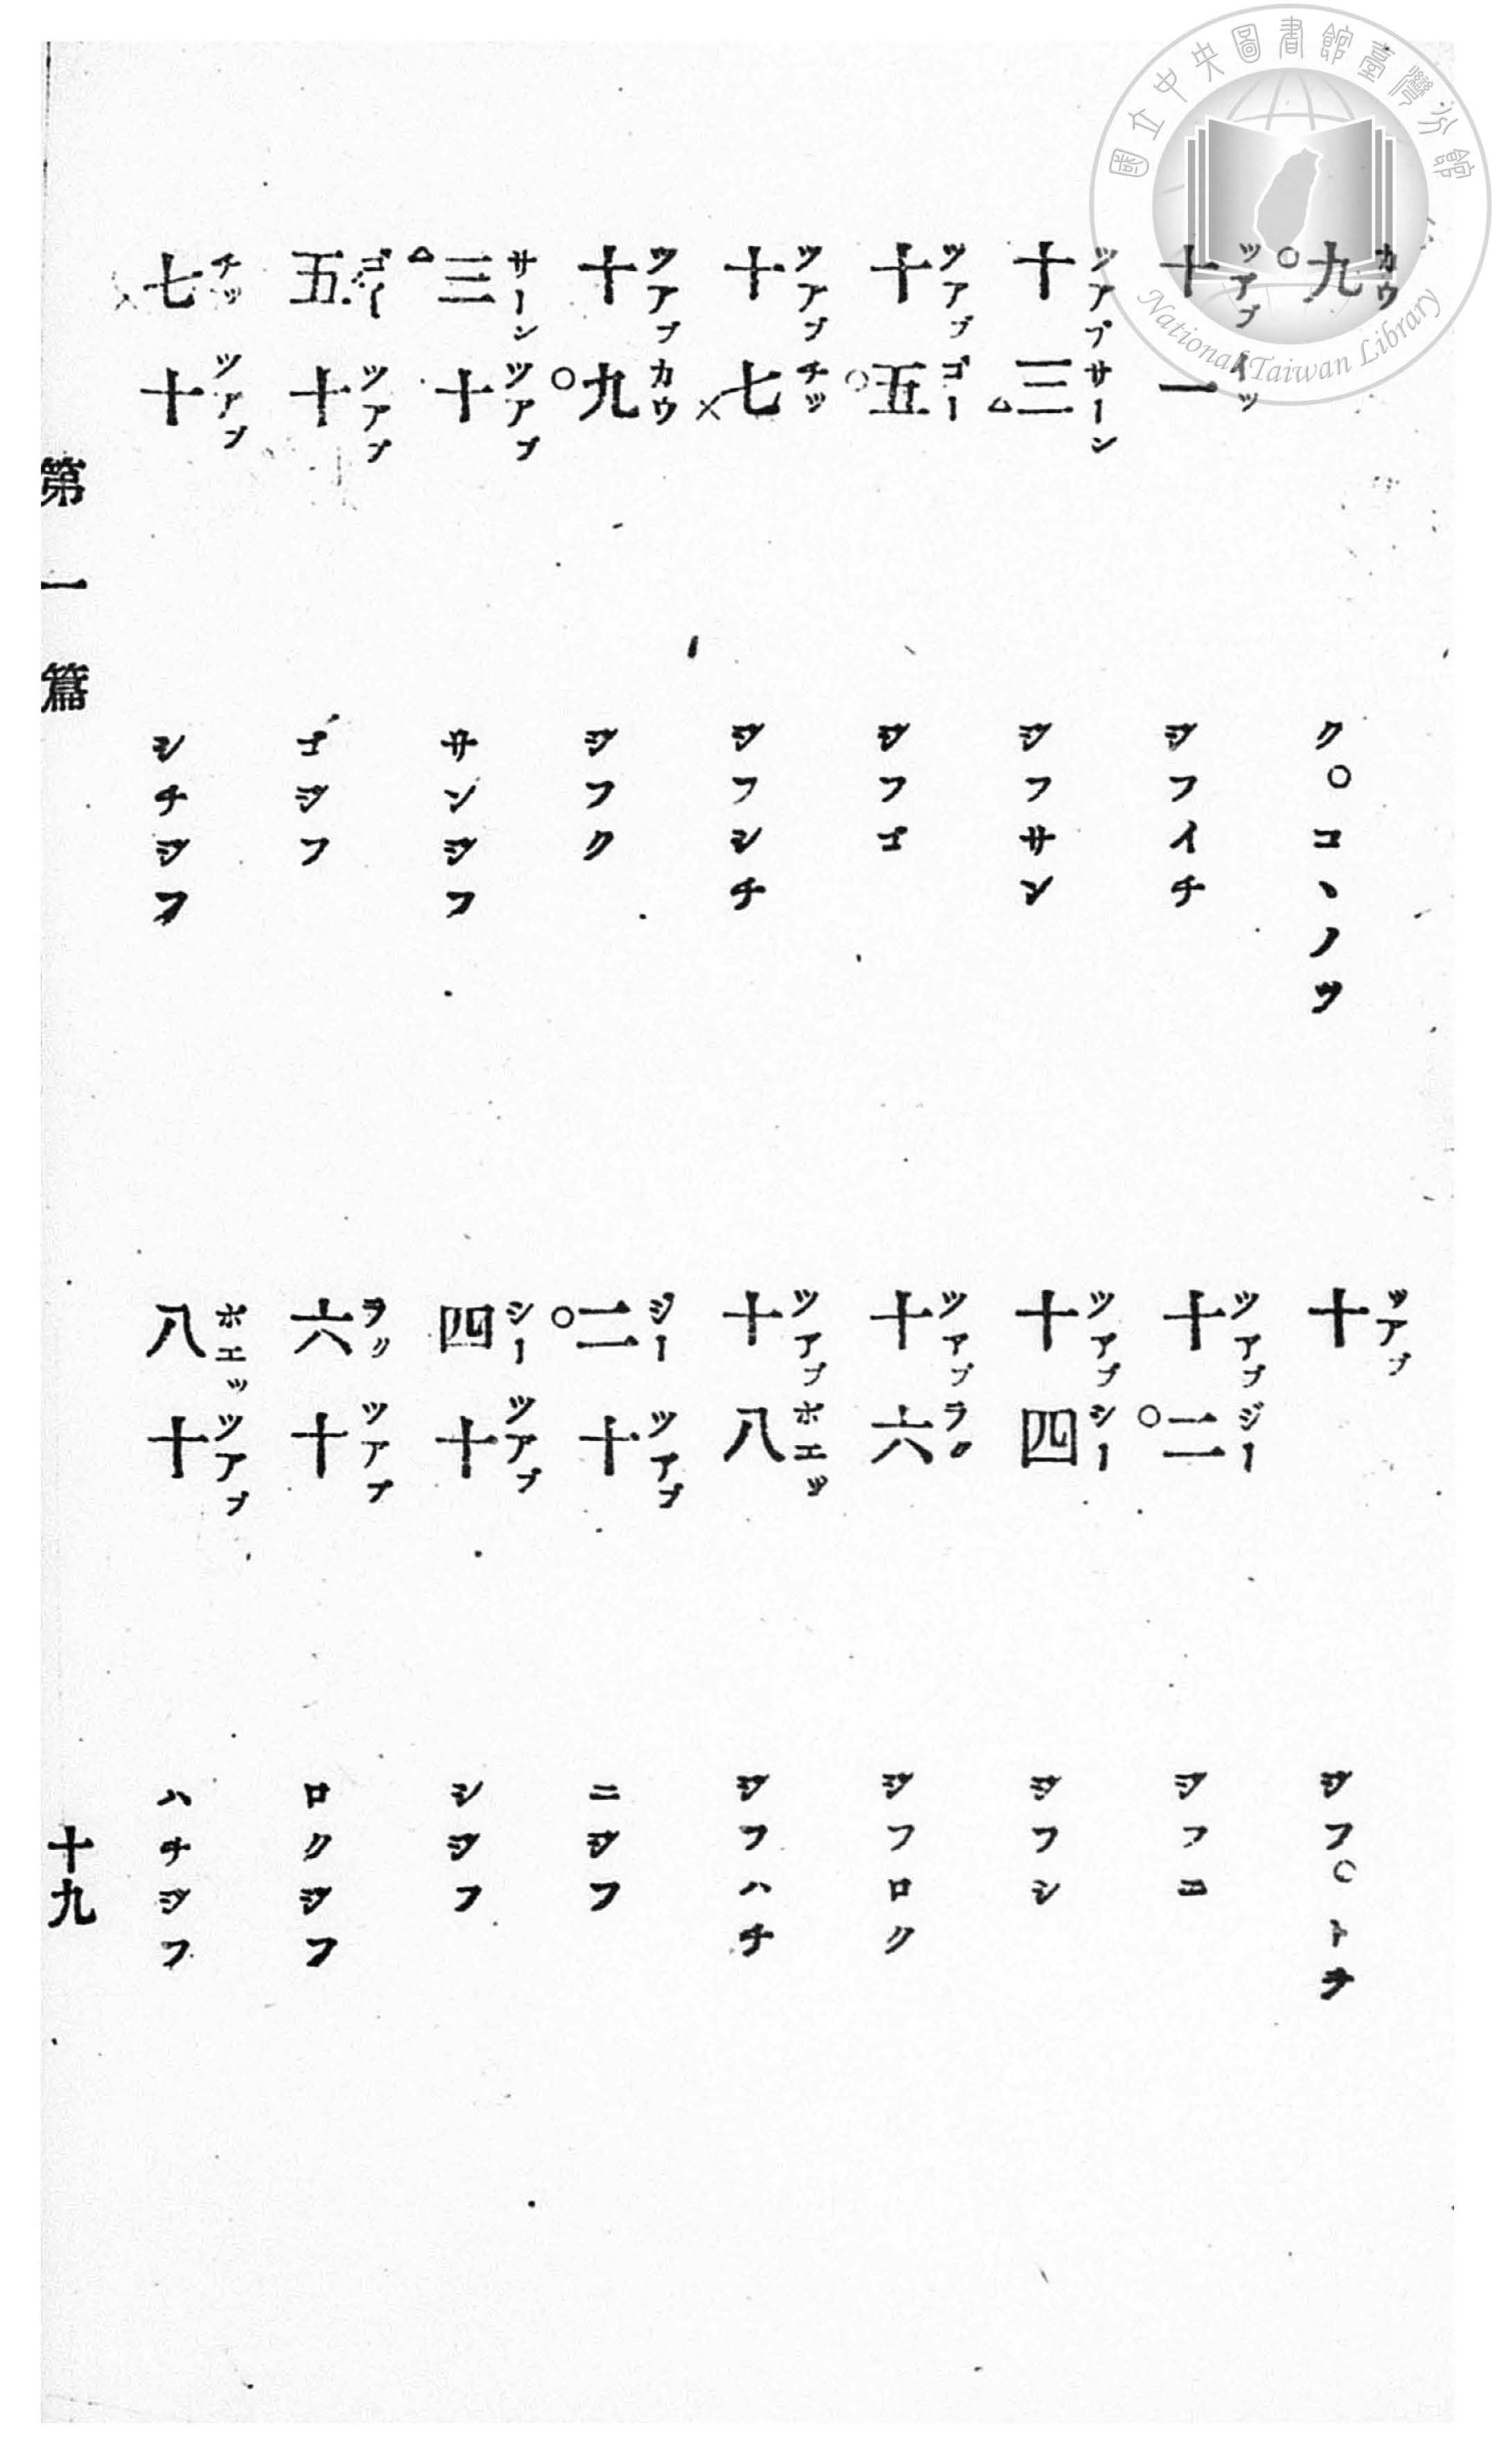 國立中央圖書館臺灣分館
National Taiwan Library
○九 カウ
ク○コヽノツ
十 ツアプ
ジフ○トヲ
十一 ツアプ イッ
ジフイチ
十○二 ツアプ ジー
ジフニ
十△三 ツアプ サーン
ジフサン
十四 ツアプ シー
ジフシ
十○五 ツアプ ゴー
ジフゴ
十六 ツアプ ラク
ジフロク
十×七 ツアプ チッ
ジフシチ
十八 ツアプ ホエッ
ジフハチ
十○九 ツアプ カウ
ジフク
○二十 ジー ツアプ
ニジフ
△三十 サーン ツアプ
サンジフ
四十 シー ツアプ
シジフ
五十 ゴー ツアプ
ゴジフ
六十 ラク ツアプ
ロクジフ
×七十 チッ ツアプ
シチジフ
八十 ホエッ ツアプ
ハチジフ
第一篇
十九